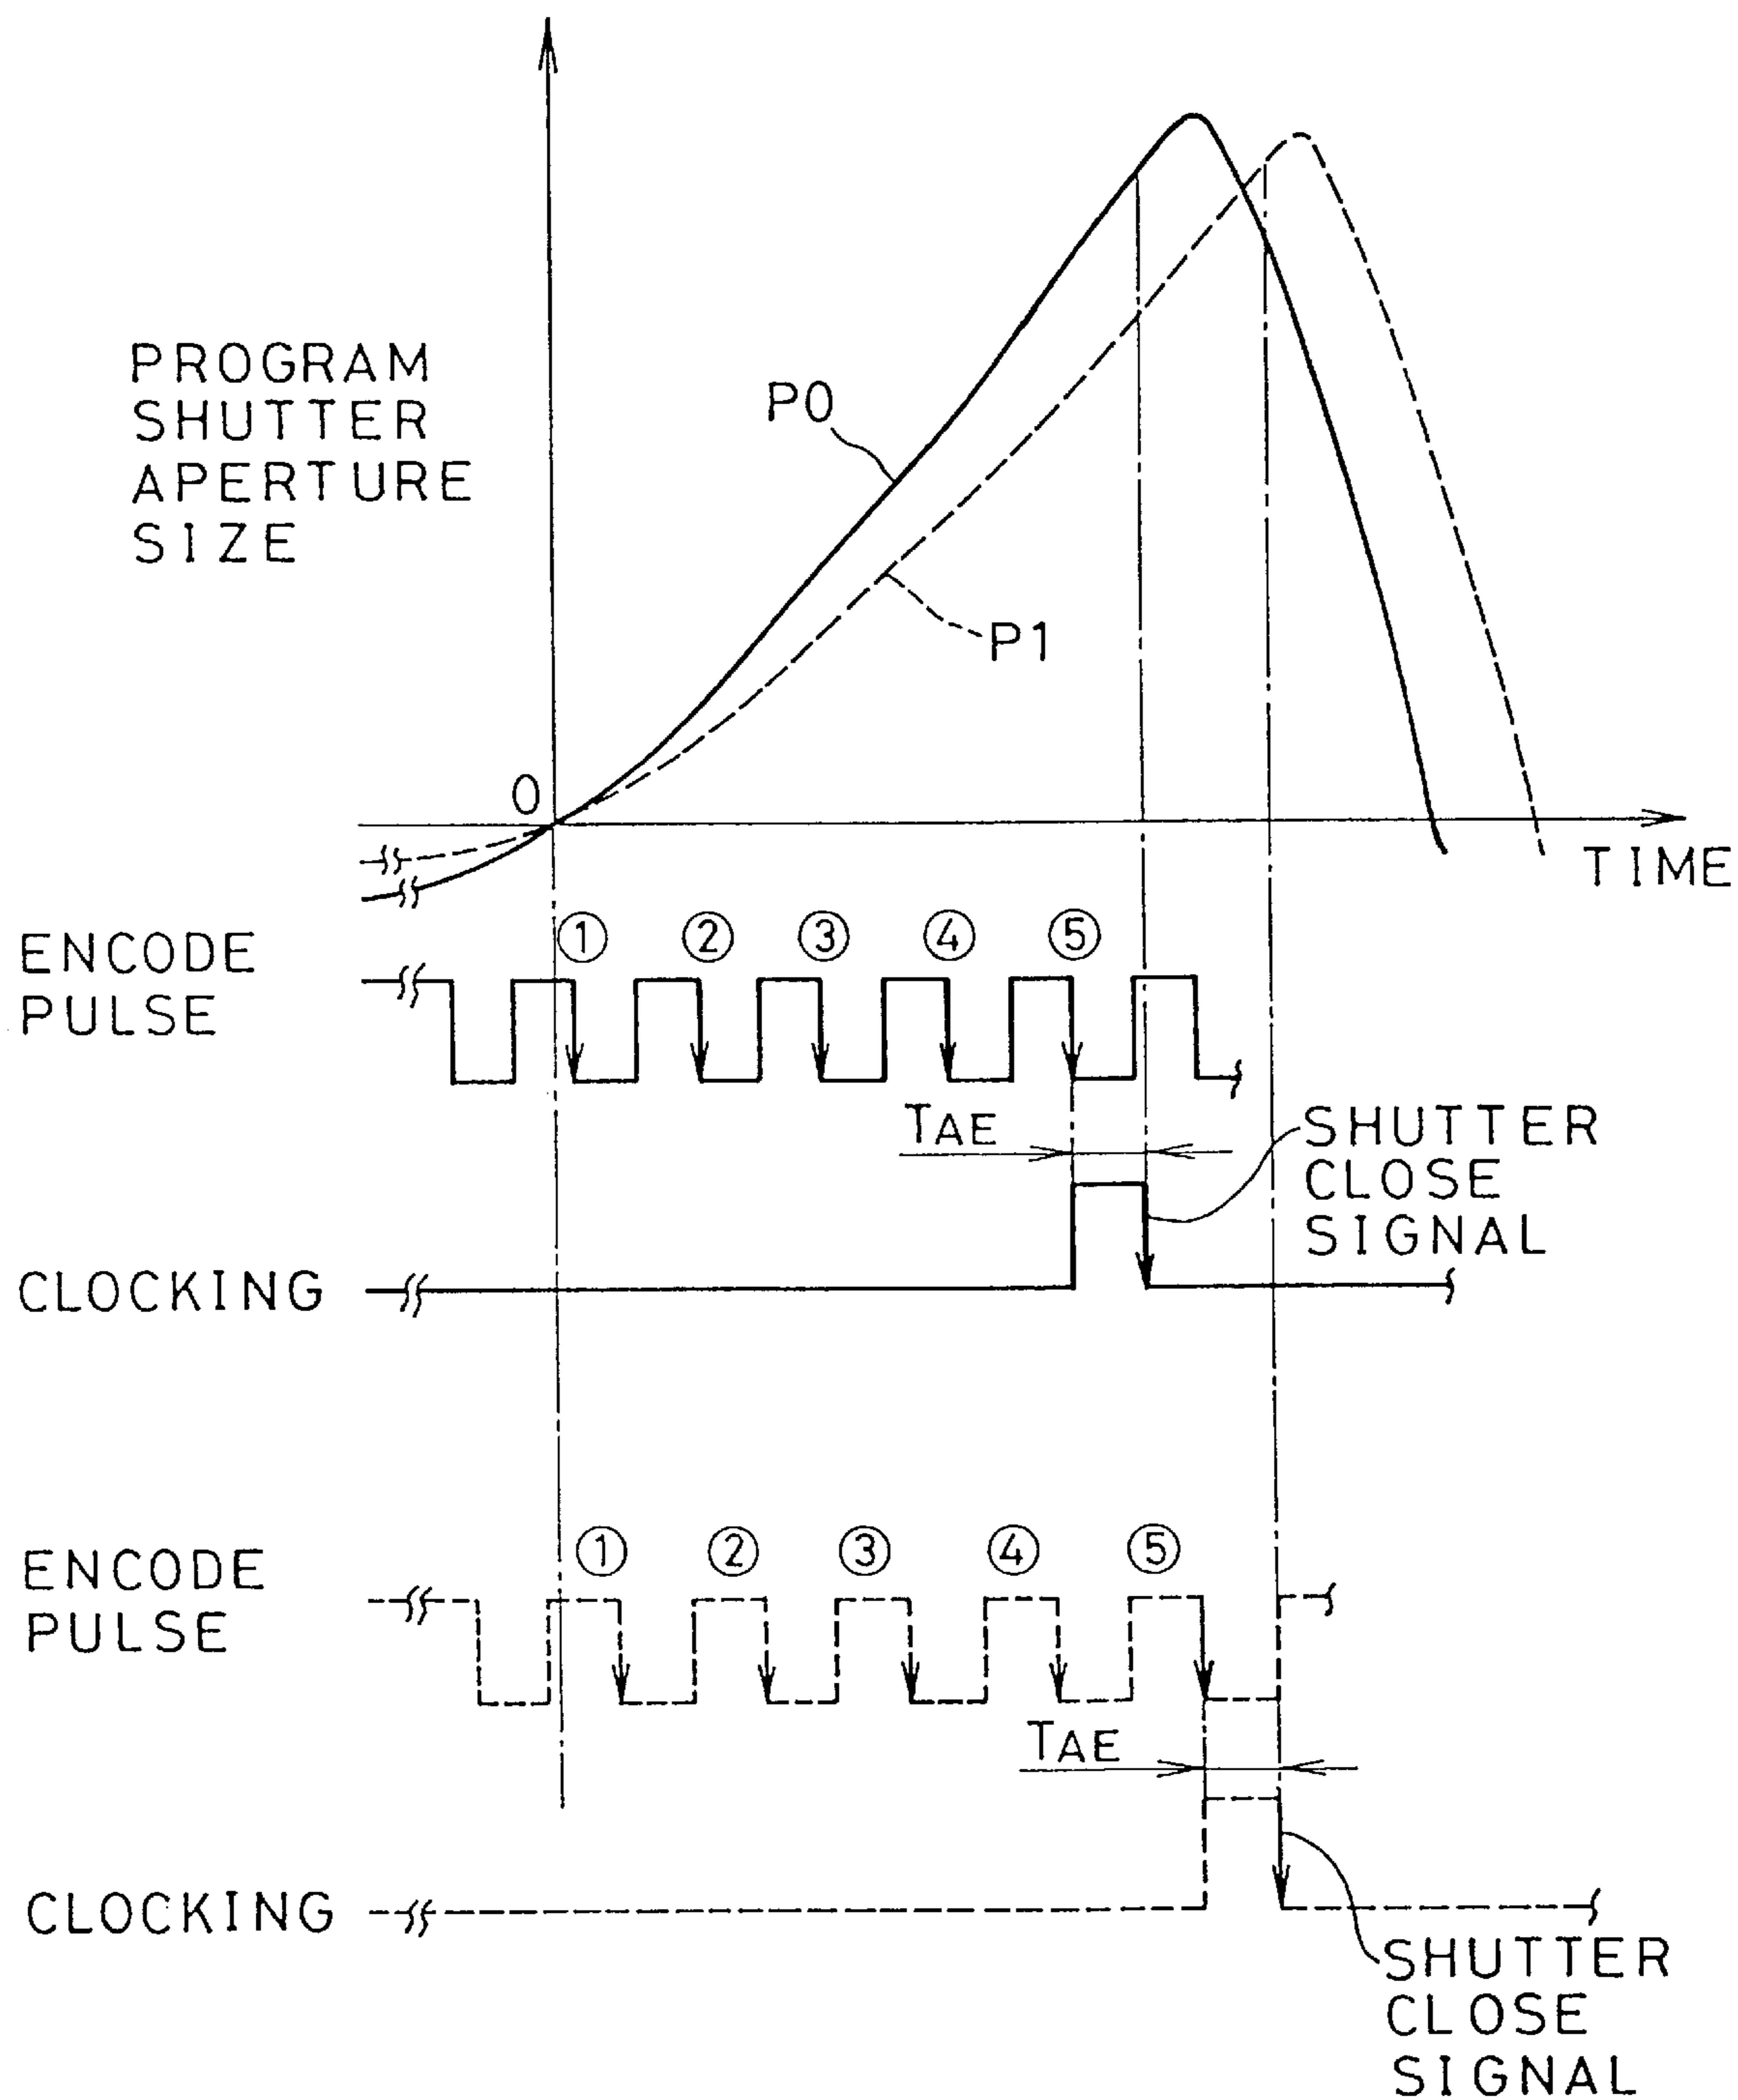 PROGRAM
SHUTTER
APERTURE
SIZE
P0
P1
0
TIME
ENCODE
PULSE
① ② ③ ④ ⑤
TAE
SHUTTER
CLOSE
SIGNAL
CLOCKING
ENCODE
PULSE
① ② ③ ④ ⑤
TAE
CLOCKING
SHUTTER
CLOSE
SIGNAL